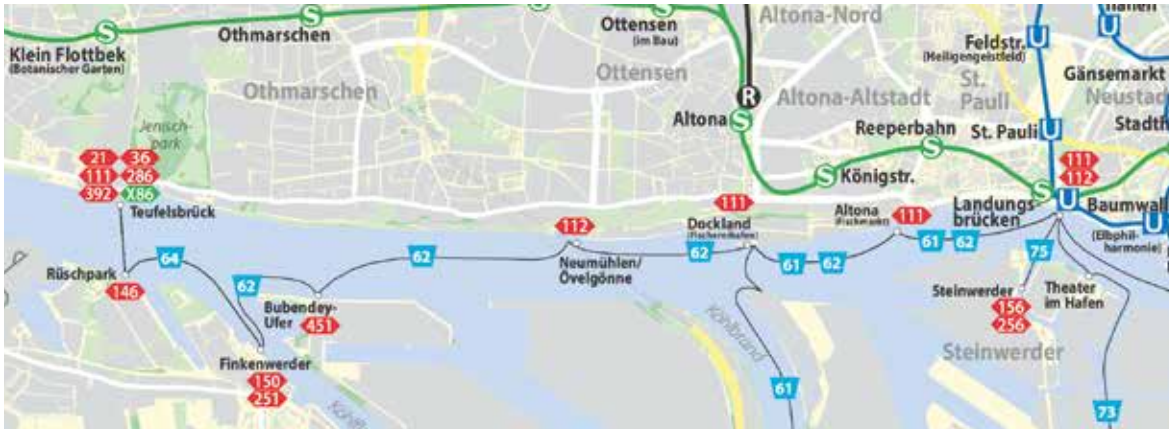 Klein Flottbek
(Botanischer Garten)
S
Othmarschen
S
S
Ottensen
(im Bau)
S
Altona-Nord
Feldstr.
(Heiligengeistfeld)
U
U
hallen
Othmarschen
Ottensen
R
Altona
S
Altona-Altstadt
St.
Pauli
Gänsemarkt
Neustad
Stadth
Jenisch-
park
Reeperbahn
S
St. Pauli
U
21 36
111 286
392 X86
Teufelsbrück
S
Königstr.
111
112
S
U
Landungs
brücken
Baumwall
U
(Elbphil-
harmonie)
111
Dockland
(Fischereihafen)
Altona
(Fischmarkt)
111
112
Neumühlen/
Övelgönne
62
61
62
61
62
62
Rüschpark
146
64
62
Bubendey-
Ufer
451
Finkenwerder
150
251
Köhlbrand
61
75
Steinwerder
156
256
Theater
im Hafen
Steinwerder
73